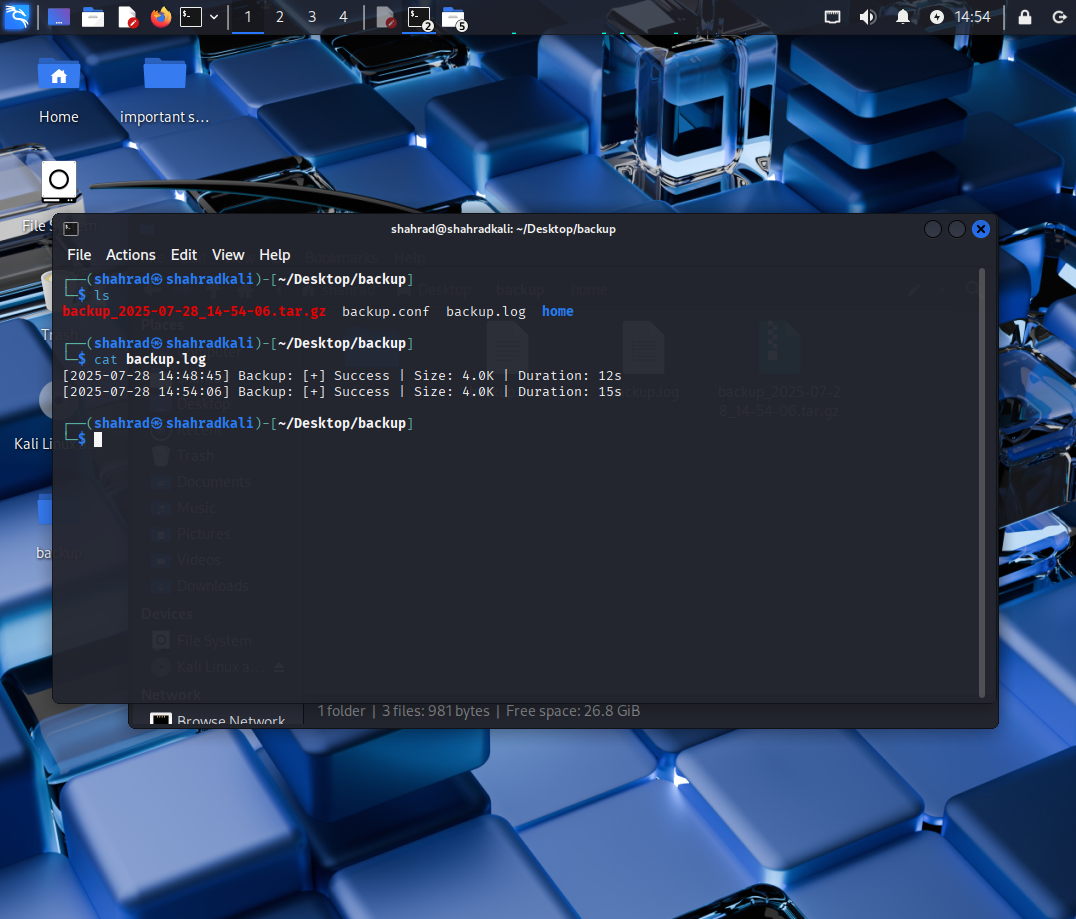 1 2 3 4
2
5
14:54
Home
important s...
File S
shahrad@shahradkali: ~/Desktop/backup
File Actions Edit View Help
┌──(shahrad㉿shahradkali)-[~/Desktop/backup]
└─$ ls
backup_2025-07-28_14-54-06.tar.gz backup.conf backup.log home
┌──(shahrad㉿shahradkali)-[~/Desktop/backup]
└─$ cat backup.log
[2025-07-28 14:48:45] Backup: [+] Success | Size: 4.0K | Duration: 12s
[2025-07-28 14:54:06] Backup: [+] Success | Size: 4.0K | Duration: 15s
┌──(shahrad㉿shahradkali)-[~/Desktop/backup]
└─$
Kali Li
backup
Places
Trash
Documents
Music
Pictures
Videos
Downloads
Devices
File System
Kali Linux a...
Network
Browse Network
backup_2025-07-2
8_14-54-06.tar.gz
1 folder | 3 files: 981 bytes | Free space: 26.8 GiB